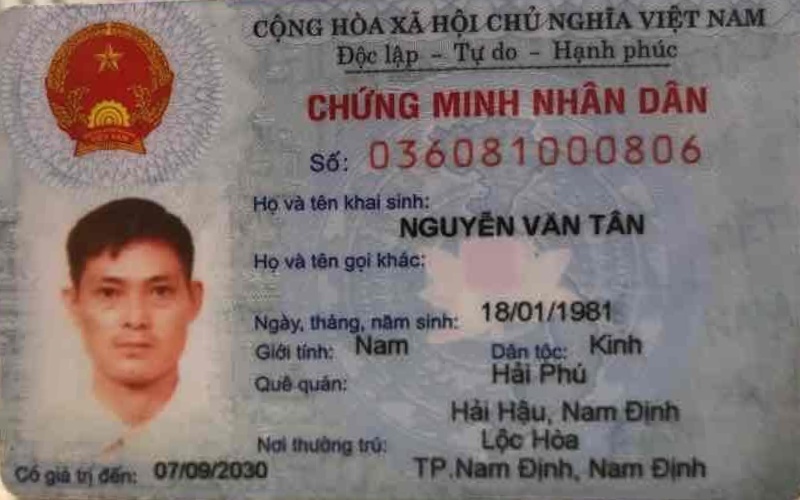 CỘNG HÒA XÃ HỘI CHỦ NGHĨA VIỆT NAM
Độc lập - Tự do - Hạnh phúc
CHỨNG MINH NHÂN DÂN
Số: 036081000806
Họ và tên khai sinh:
NGUYỄN VĂN TÂN
Họ và tên gọi khác:
Ngày, tháng, năm sinh: 18/01/1981
Giới tính: Nam Dân tộc: Kinh
Quê quán: Hải Phú
Hải Hậu, Nam Định
Nơi thường trú: Lộc Hòa
TP.Nam Định, Nam Định
Có giá trị đến: 07/09/2030